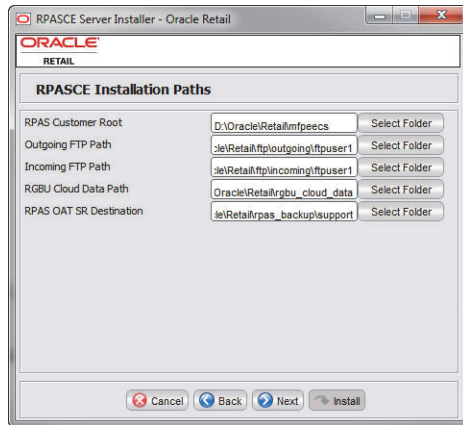 RPASCE Server Installer - Oracle Retail
ORACLE
RETAIL
RPASCE Installation Paths
RPAS Customer Root D:\Oracle\Retail\mfpeecs Select Folder
Outgoing FTP Path :le\Retail\ftp\outgoing\ftpuser1 Select Folder
Incoming FTP Path :le\Retail\ftp\incoming\ftpuser1 Select Folder
RGBU Cloud Data Path Oracle\Retail\rgbu_cloud_data Select Folder
RPAS OAT SR Destination :le\Retail\rpas_backup\support Select Folder
Cancel Back Next Install